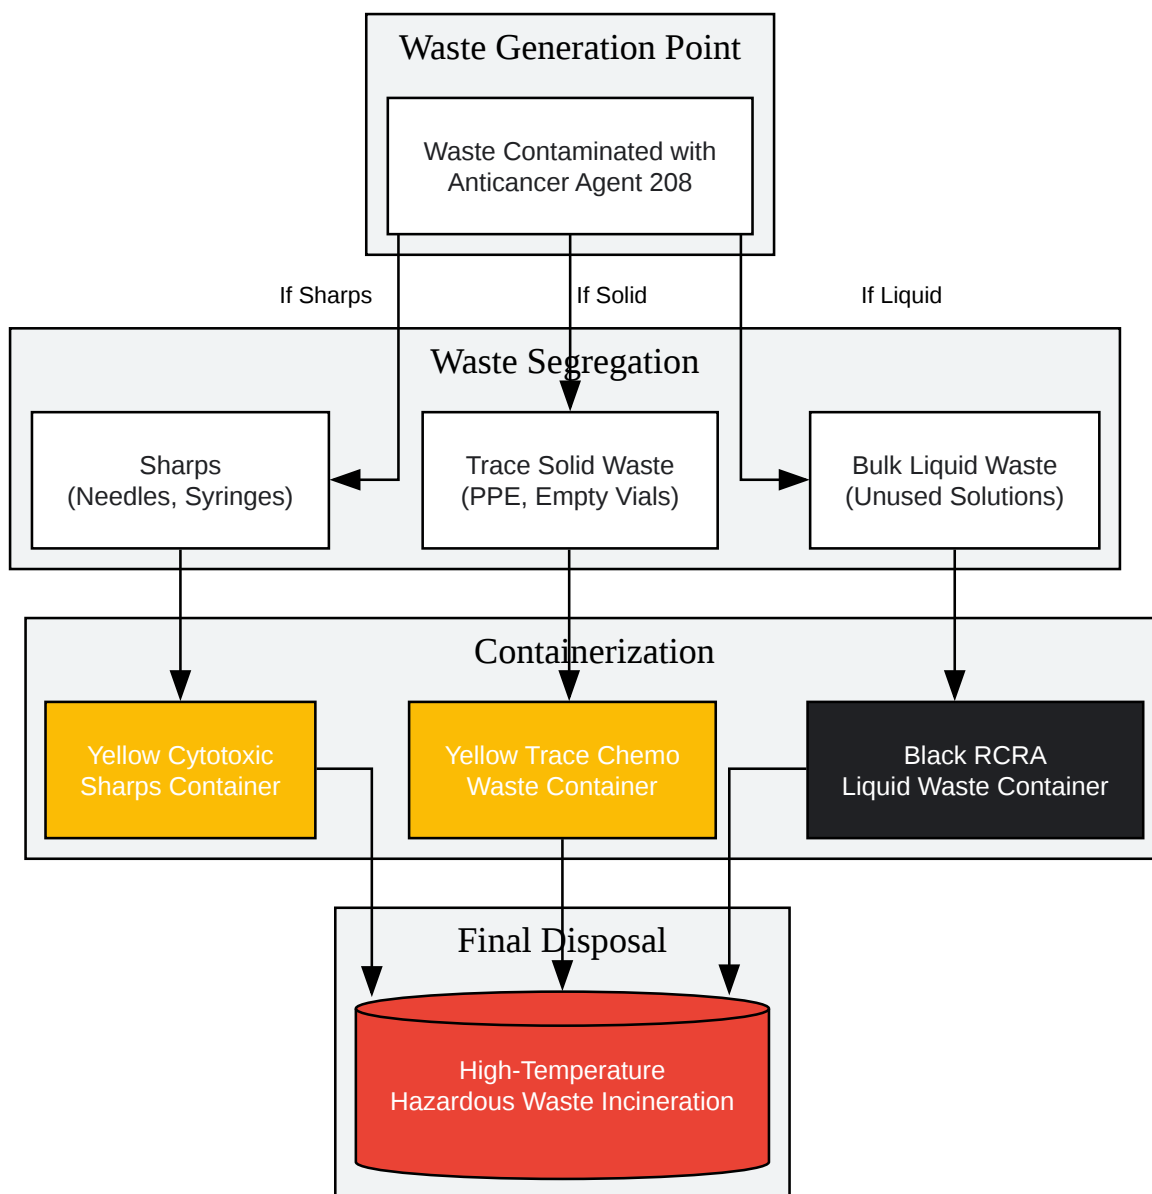 Waste Generation Point
Waste Contaminated with
Anticancer Agent 208
If Sharps
If Solid
If Liquid
Waste Segregation
Sharps
(Needles, Syringes)
Trace Solid Waste
(PPE, Empty Vials)
Bulk Liquid Waste
(Unused Solutions)
Containerization
Yellow Cytotoxic
Sharps Container
Yellow Trace Chemo
Waste Container
Black RCRA
Liquid Waste Container
Final Disposal
High-Temperature
Hazardous Waste Incineration